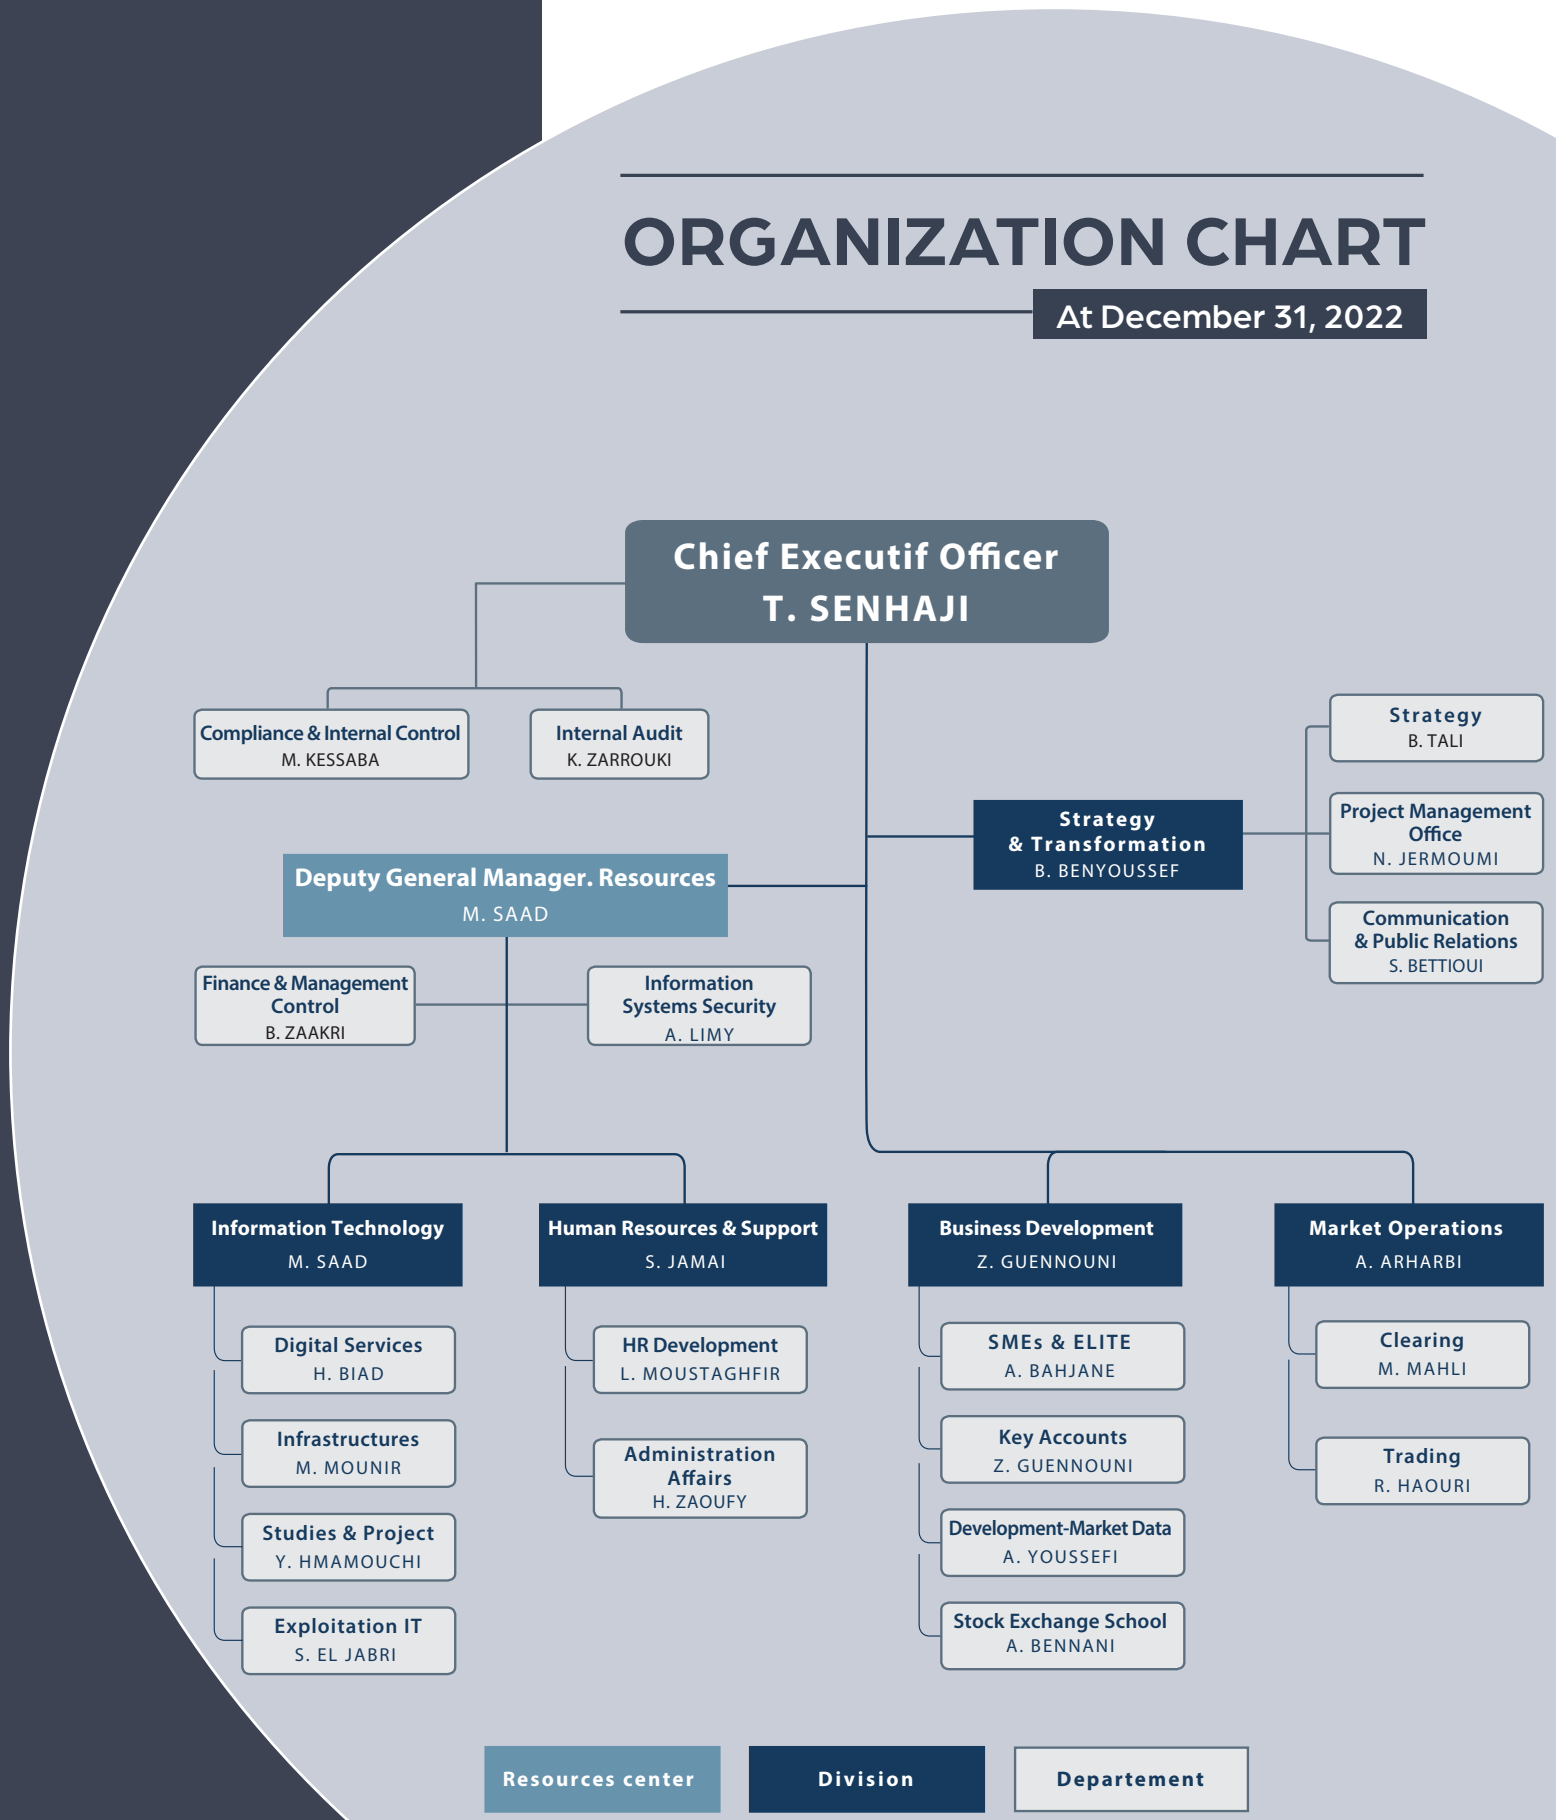 ORGANIZATION CHART
At December 31, 2022
Chief Executif Officer
T. SENHAJI
Compliance & Internal Control
M. KESSABA
Internal Audit
K. ZARROUKI
Strategy
B. TALI
Project Management
Office
N. JERMOUMI
Communication
& Public Relations
S. BETTIOUI
Strategy
& Transformation
B. BENYOUSSEF
Deputy General Manager. Resources
M. SAAD
Finance & Management
Control
B. ZAAKRI
Information
Systems Security
A. LIMY
Information Technology
M. SAAD
Digital Services
H. BIAD
Infrastructures
M. MOUNIR
Studies & Project
Y. HMAMOUCHI
Exploitation IT
S. EL JABRI
Human Resources & Support
S. JAMAI
HR Development
L. MOUSTAGHFIR
Administration
Affairs
H. ZAOUFY
Business Development
Z. GUENNOUNI
SMEs & ELITE
A. BAHJANE
Key Accounts
Z. GUENNOUNI
Development-Market Data
A. YOUSSEFI
Stock Exchange School
A. BENNANI
Market Operations
A. ARHARBI
Clearing
M. MAHLI
Trading
R. HAOURI
Resources center
Division
Departement